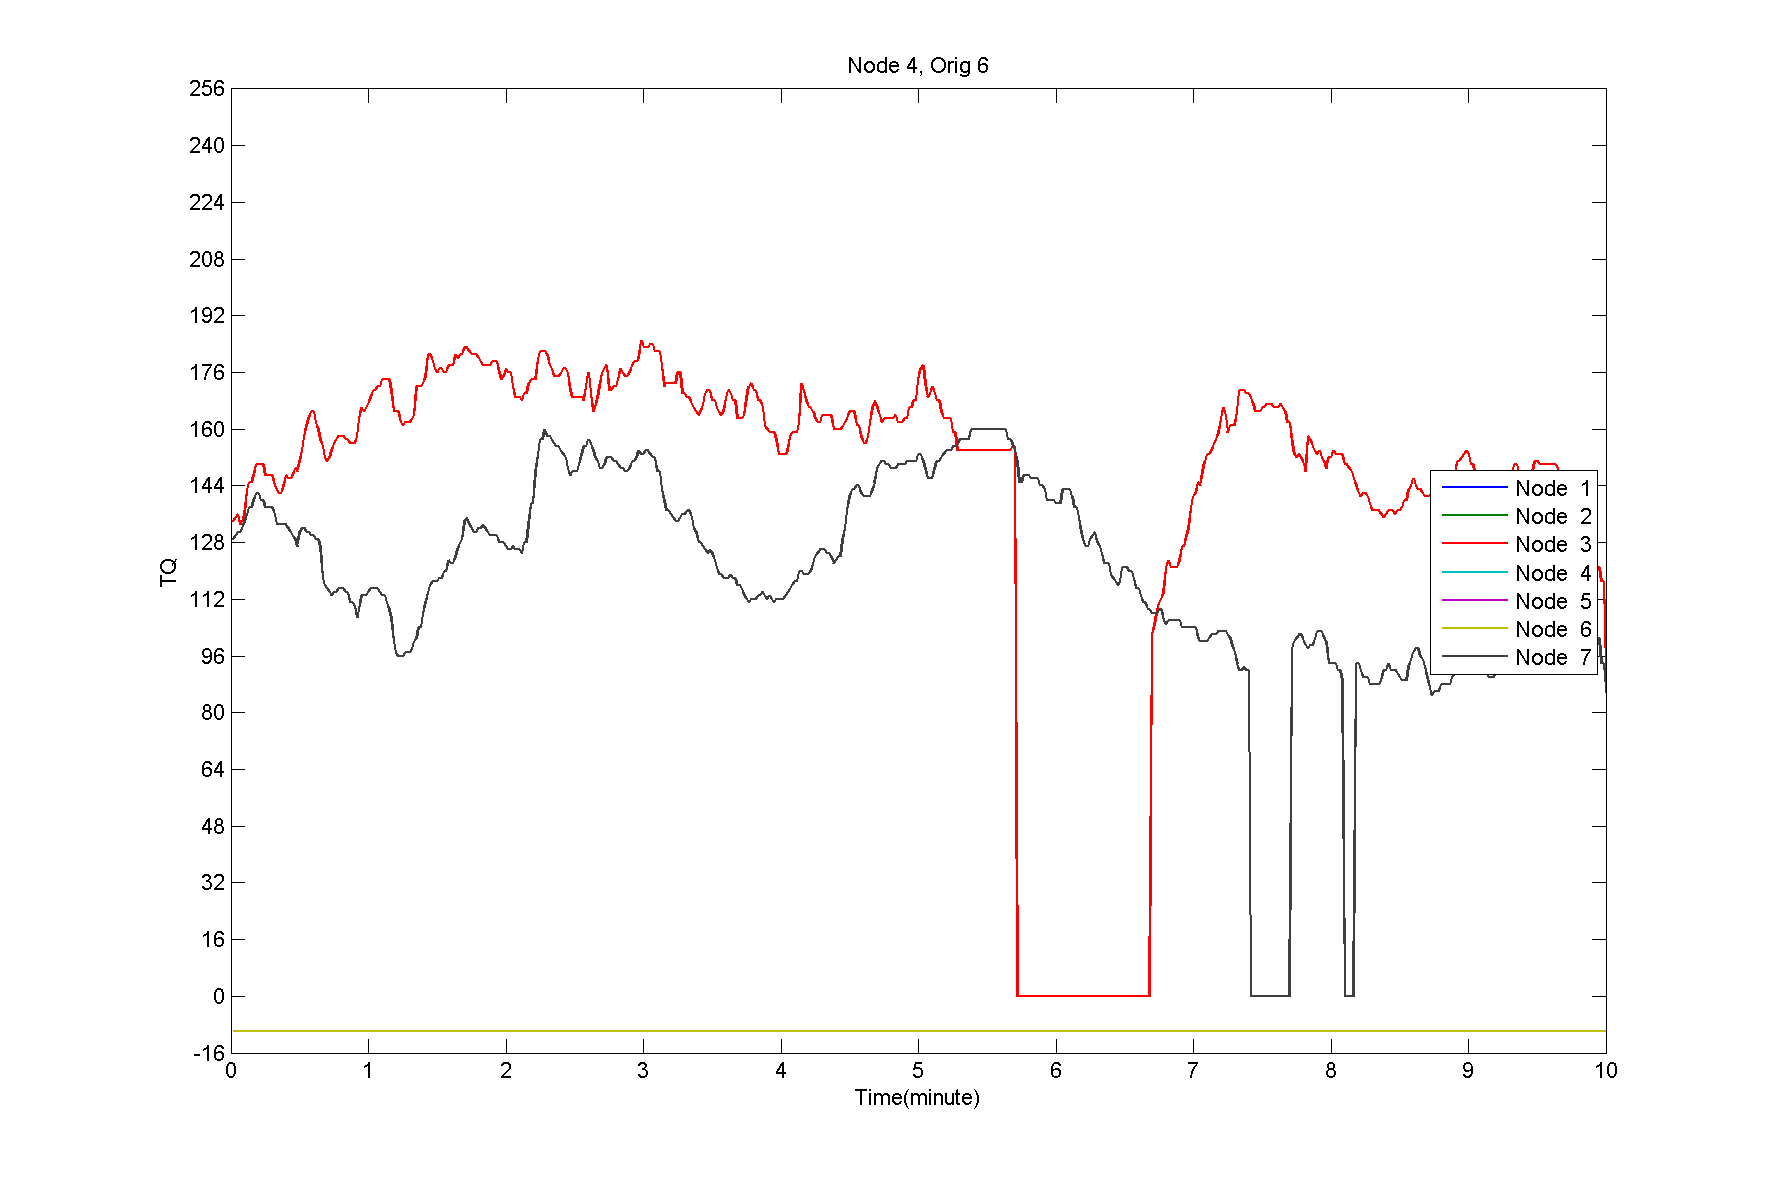 Node 4, Orig 6
256
240
224
208
192
176
160
144
128
112
96
80
64
48
32
16
0
-16
TQ
Node 1
Node 2
Node 3
Node 4
Node 5
Node 6
Node 7
0 1 2 3 4 5 6 7 8 9 10
Time(minute)